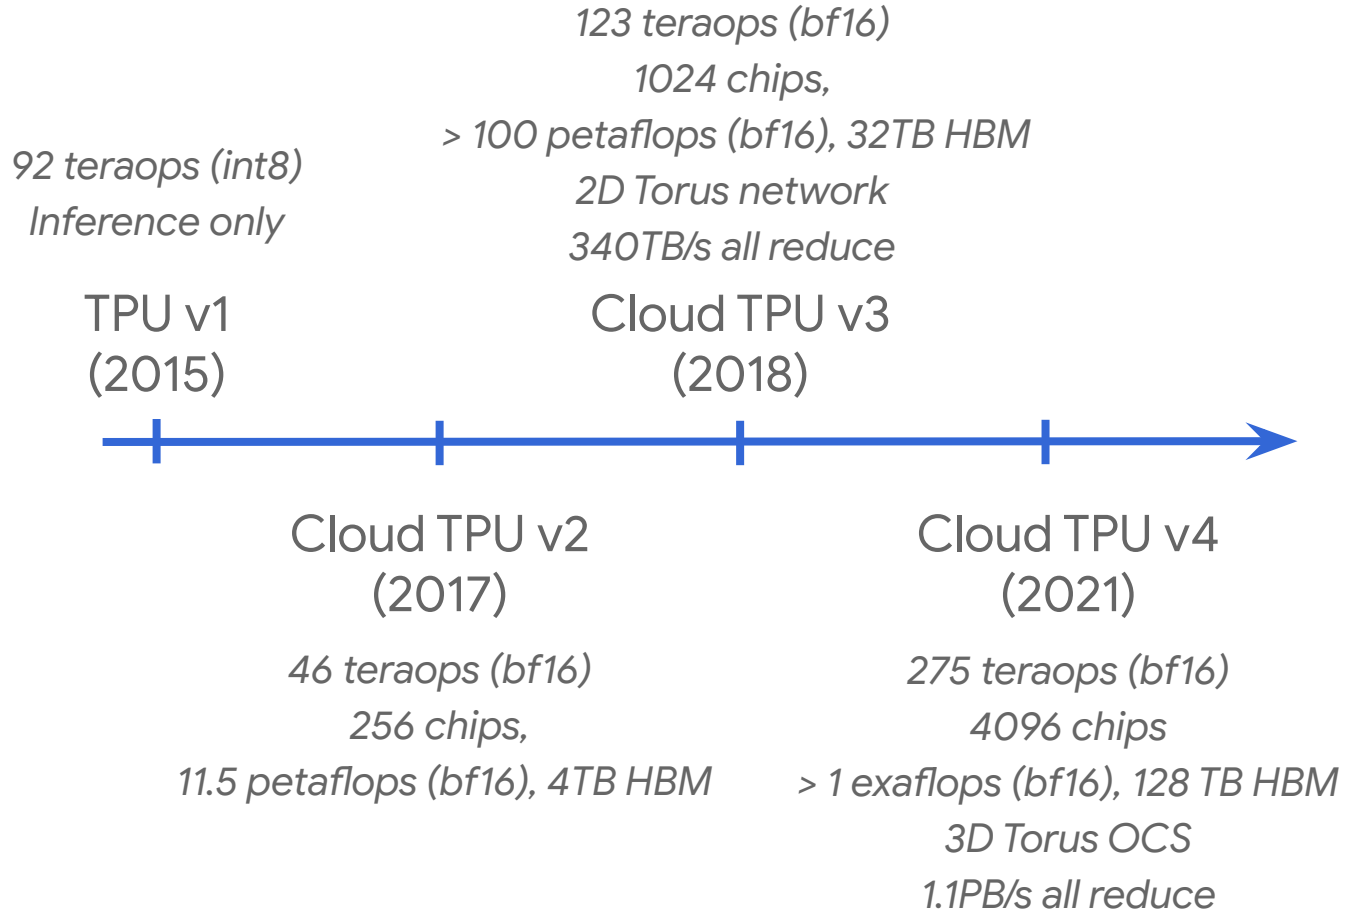 92 teraops (int8)
Inference only
TPU v1
(2015)
123 teraops (bf16)
1024 chips,
> 100 petaflops (bf16), 32TB HBM
2D Torus network
340TB/s all reduce
Cloud TPU v3
(2018)
Cloud TPU v2
(2017)
46 teraops (bf16)
256 chips,
11.5 petaflops (bf16), 4TB HBM
Cloud TPU v4
(2021)
275 teraops (bf16)
4096 chips
> 1 exaflops (bf16), 128 TB HBM
3D Torus OCS
1.1PB/s all reduce